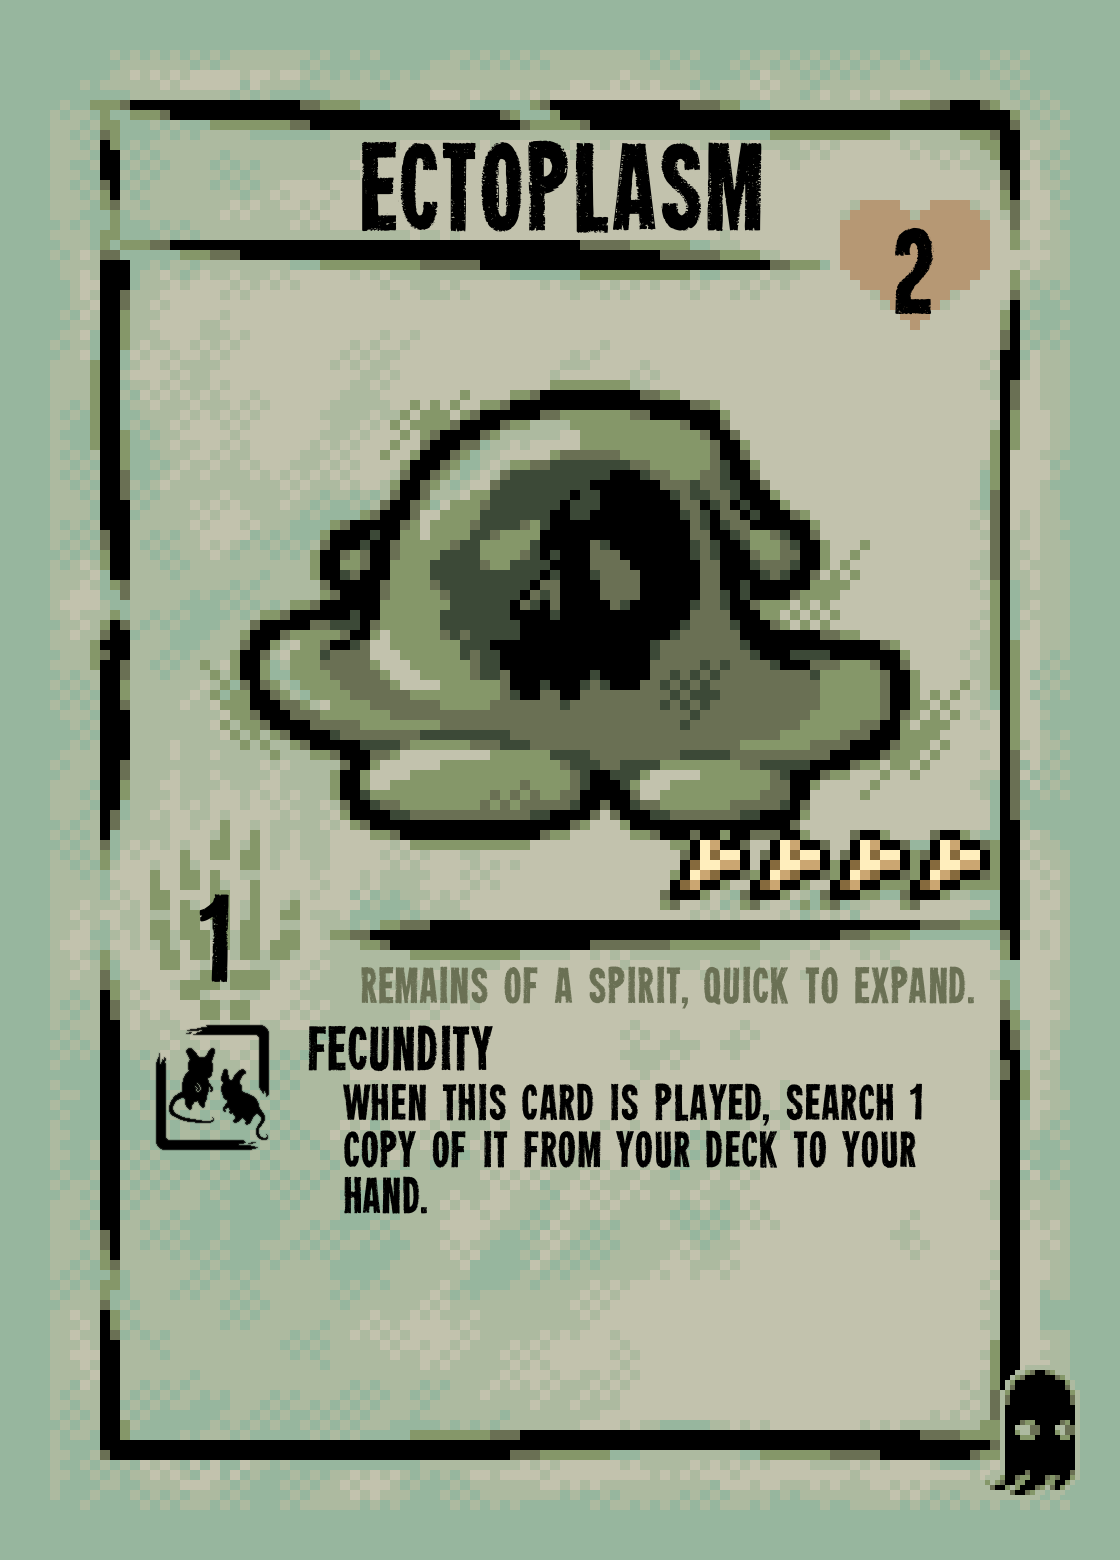 ECTOPLASM
2
1
REMAINS OF A SPIRIT, QUICK TO EXPAND.
FECUNDITY
WHEN THIS CARD IS PLAYED, SEARCH 1
COPY OF IT FROM YOUR DECK TO YOUR
HAND.